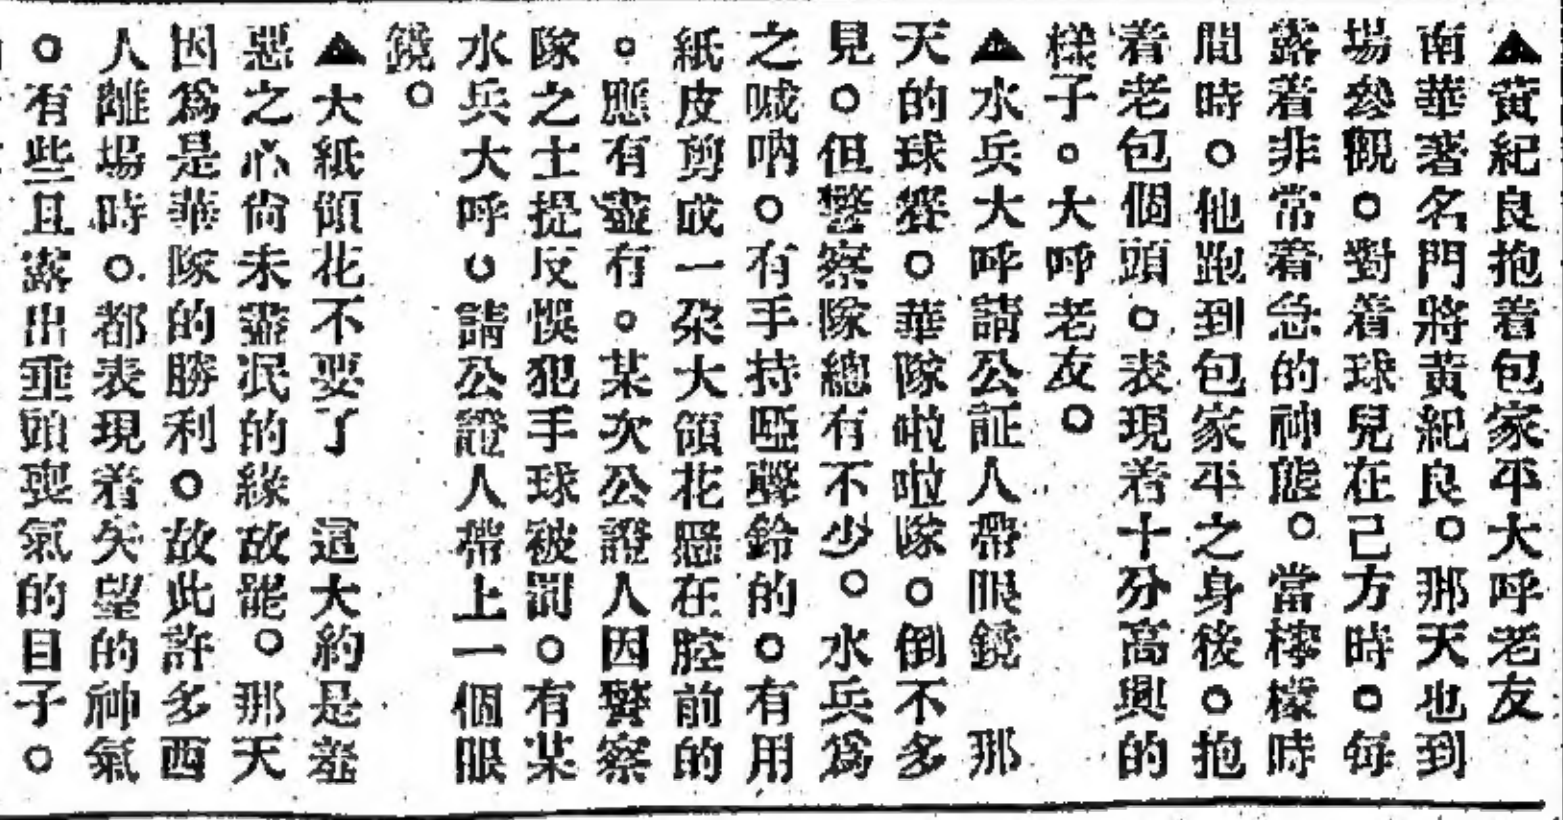 ▲黃紀良抱着包家平大呼老友
南華著名門將黃紀良。那天也到
場參觀。對着球兒在己方時。每
露着非常着急的神態。當檸檬時
間時。他跑到包家平之身後。抱
着老包個頭。表現着十分高興的
樣子。大呼老友。
▲水兵大呼請公証人帶眼鏡 那
天的球賽。華隊啦啦隊。倒不多
見。但警察隊總有不少。水兵爲
之喊吶。有手持啞聲鈴的。有用
紙皮剪成一朶大領花懸在腔前的
。應有盡有。某次公證人因警察
隊之士提反悞犯手球被罰。有某
水兵大呼。請公證人帶上一個眼
鏡。
▲大紙領花不要了 這大約是
惡之心尙未盡泯的緣故罷。那天
因爲是華隊的勝利。故此許多西
人離場時。都表現着失望的神氣
。有些且露出垂頭喪氣的目子。